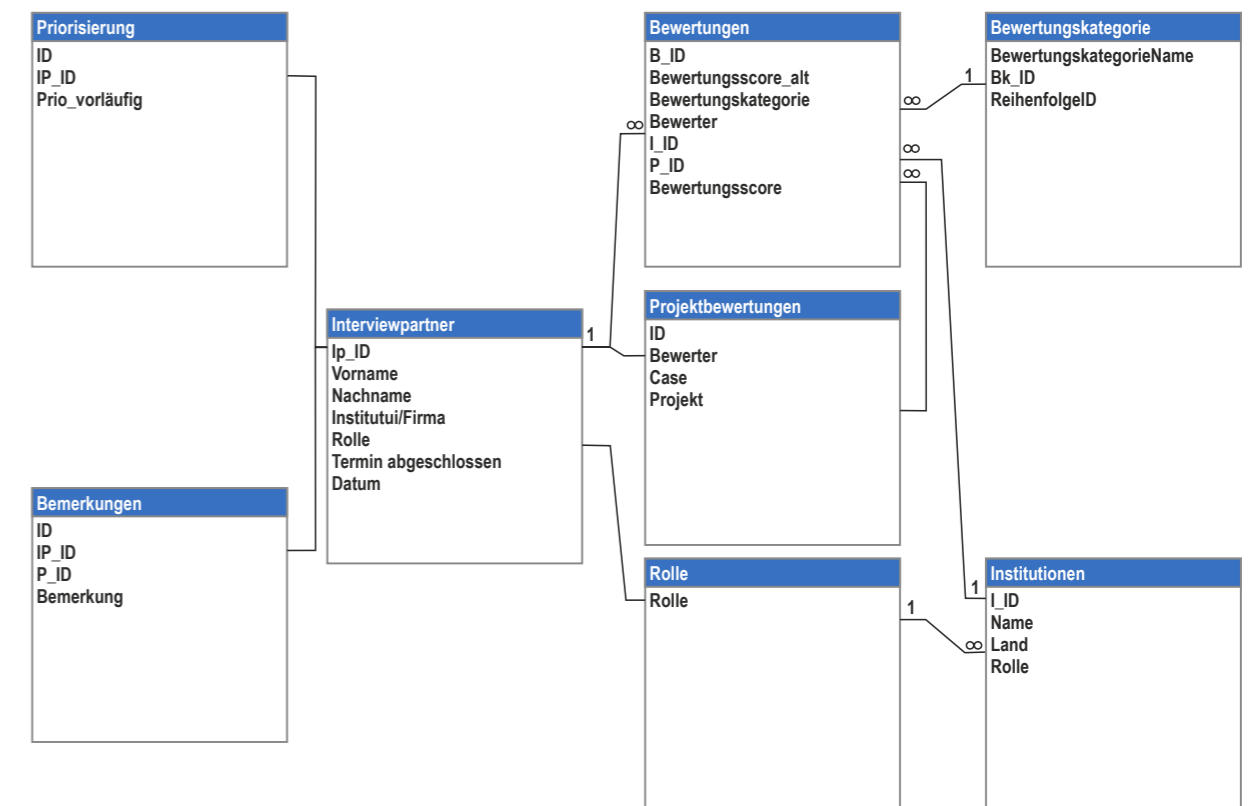 Priorisierung
ID
IP_ID
Prio_vorläufig
Bewertungen
B_ID
Bewertungsscore_alt
Bewertungskategorie
Bewerter
I_ID
P_ID
Bewertungsscore
Bewertungskategorie
BewertungskategorieName
Bk_ID
ReihenfolgeID
1
∞
∞
∞
∞
Interviewpartner
Ip_ID
Vorname
Nachname
Institutui/Firma
Rolle
Termin abgeschlossen
Datum
1
Projektbewertungen
ID
Bewerter
Case
Projekt
Bemerkungen
ID
IP_ID
P_ID
Bemerkung
Rolle
Rolle
1
∞
Institutionen
1
I_ID
Name
Land
Rolle